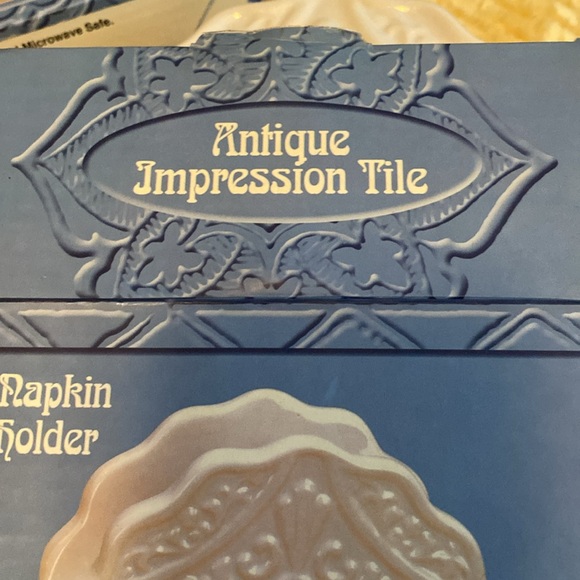 Microwave Safe.
Antique
Impression Tile
Napkin
Holder